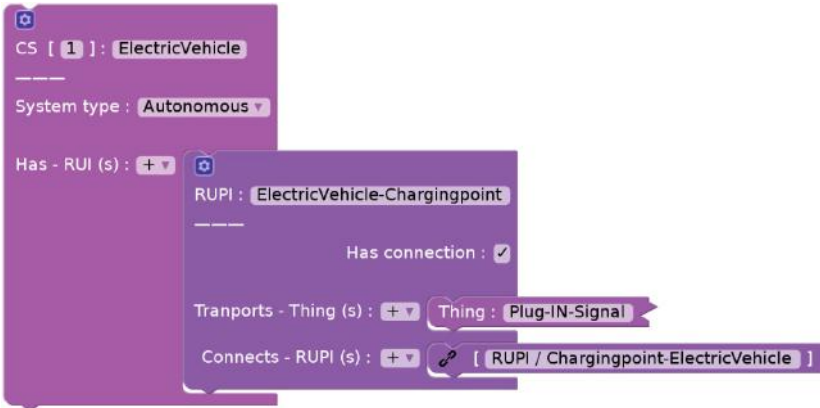 CS [ 1 ] : ElectricVehicle
System type : Autonomous
Has - RUI (s) : +
RUPI : ElectricVehicle-Chargingpoint
Has connection :
Tranports - Thing (s) : + Thing : Plug-IN-Signal
Connects - RUPI (s) : + [ RUPI / Chargingpoint-ElectricVehicle ]